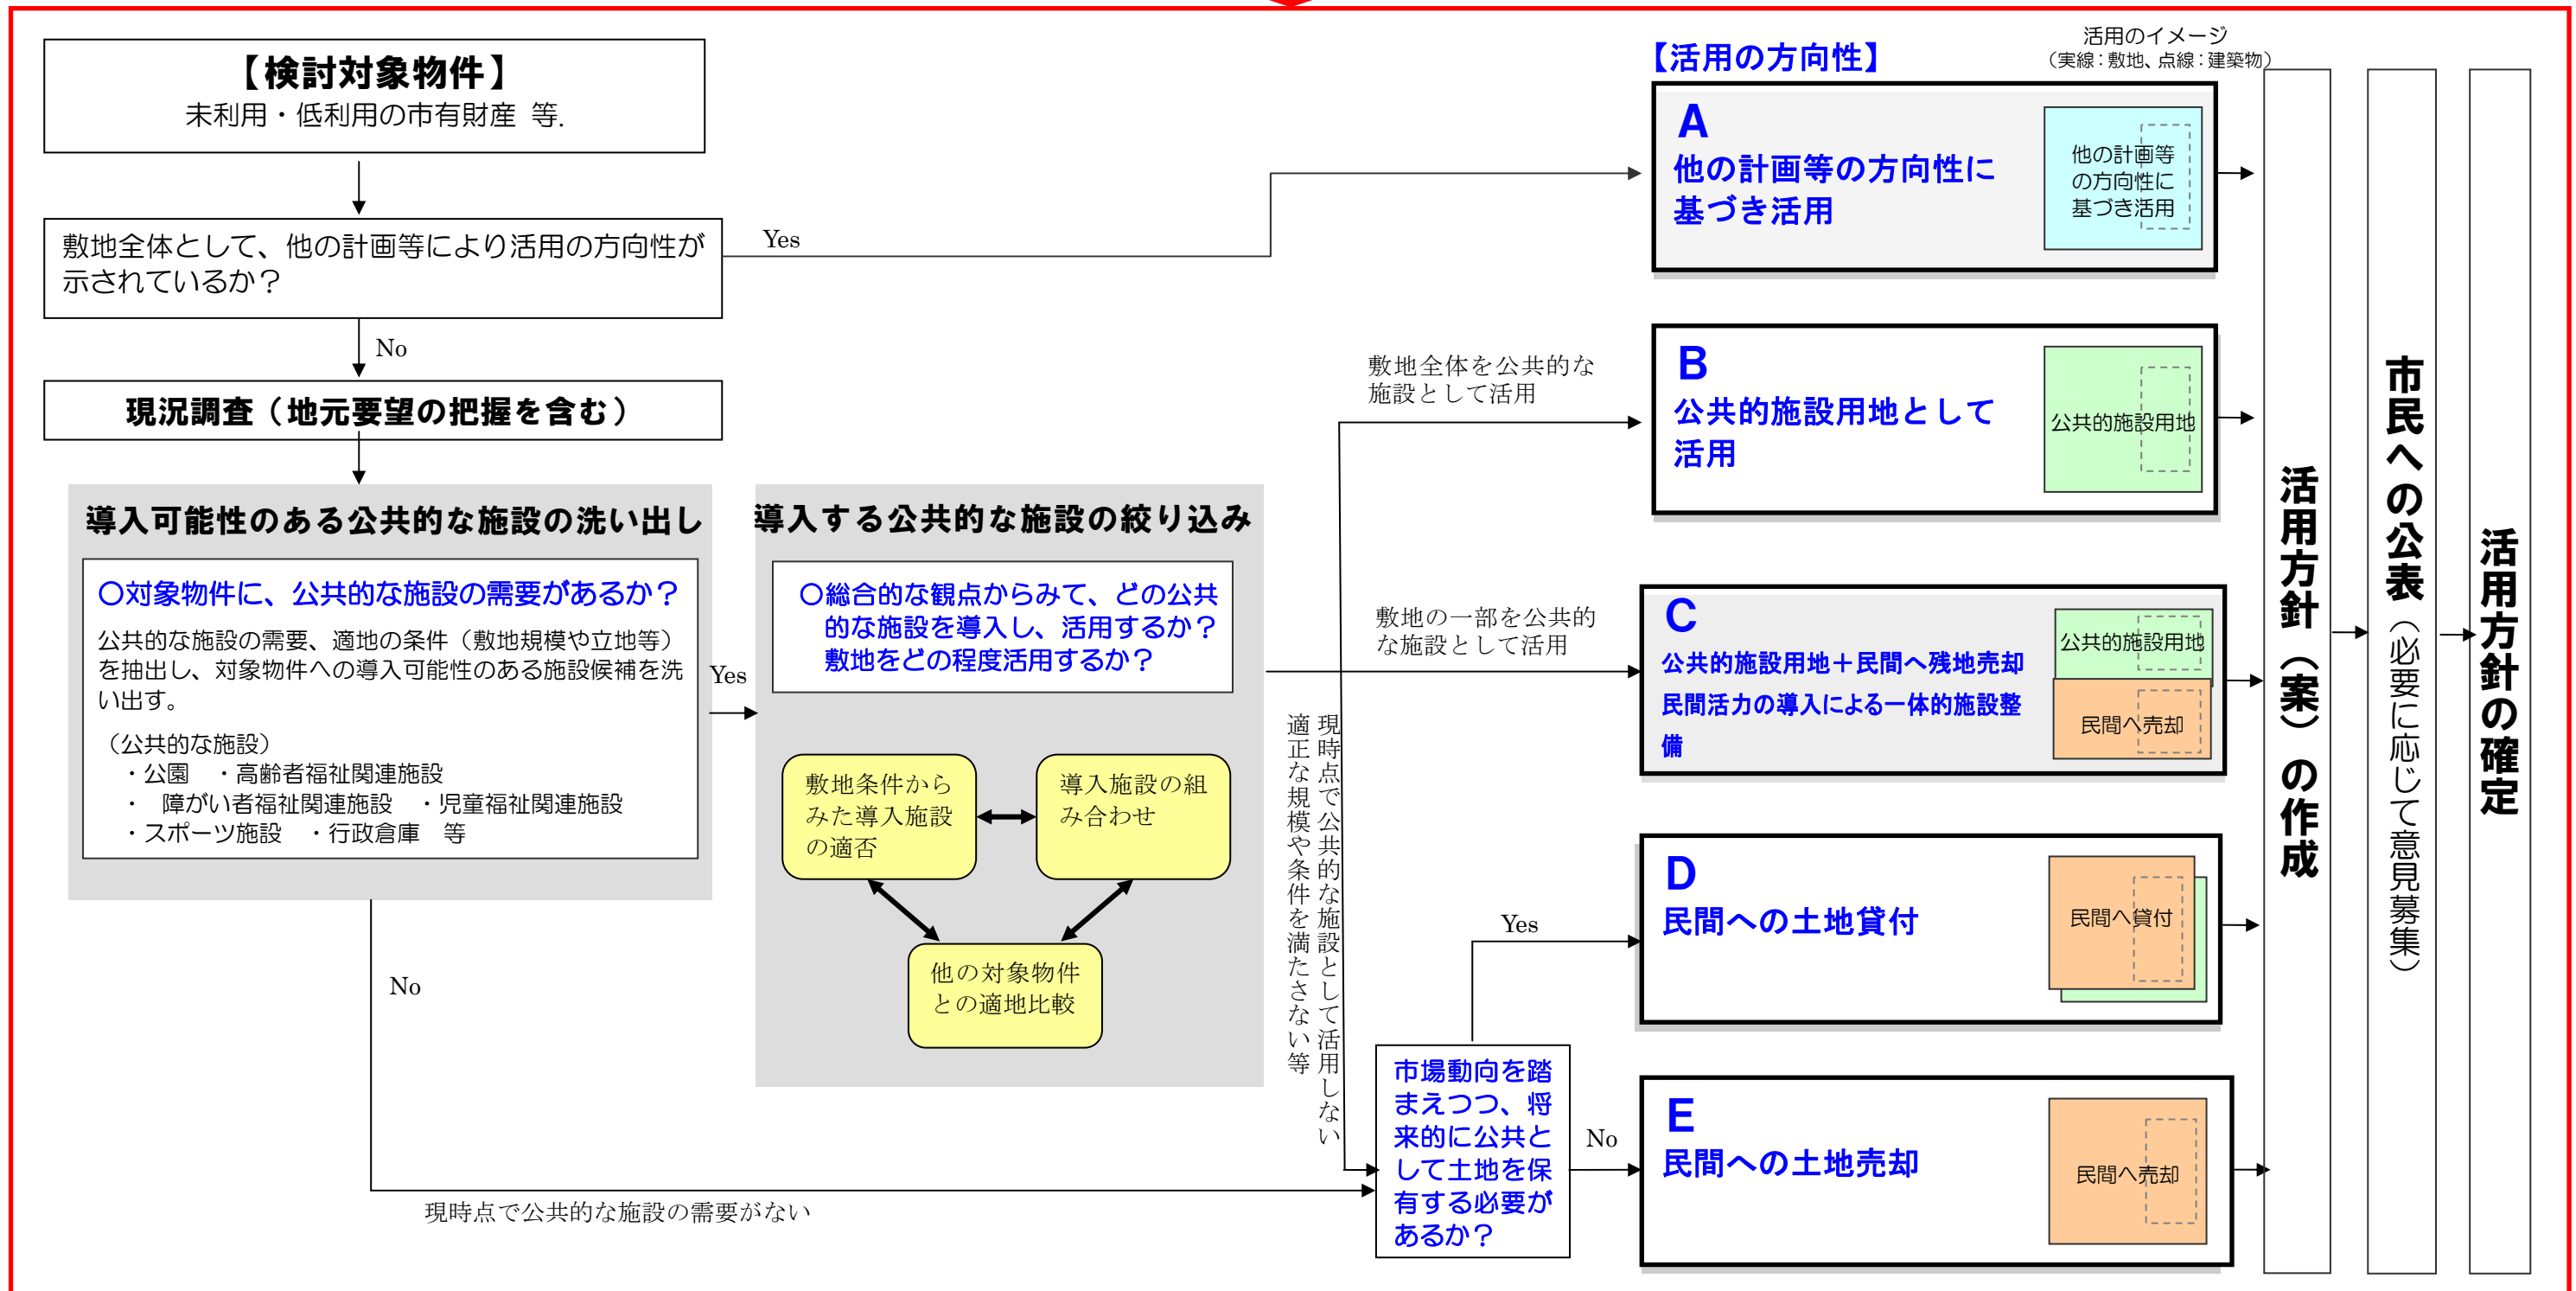 【検討対象物件】
未利用・低利用の市有財産 等.
敷地全体として、他の計画等により活用の方向性が
示されているか？
Yes
No
現況調査（地元要望の把握を含む）
導入可能性のある公共的な施設の洗い出し
〇対象物件に、公共的な施設の需要があるか？
公共的な施設の需要、適地の条件（敷地規模や立地等）
を抽出し、対象物件への導入可能性のある施設候補を洗
い出す。
（公共的な施設）
・公園　・高齢者福祉関連施設
・　障がい者福祉関連施設　・児童福祉関連施設
・スポーツ施設　・行政倉庫　等
Yes
No
現時点で公共的な施設の需要がない
導入する公共的な施設の絞り込み
〇総合的な観点からみて、どの公共
的な施設を導入し、活用するか？
敷地をどの程度活用するか？
敷地条件から
みた導入施設
の適否
導入施設の組
み合わせ
他の対象物件
との適地比較
敷地全体を公共的な
施設として活用
敷地の一部を公共的
な施設として活用
現時点で公共的な施設として活用しない
適正な規模や条件を満たさない等
市場動向を踏
まえつつ、将
来的に公共と
して土地を保
有する必要が
あるか？
Yes
No
【活用の方向性】
活用のイメージ
（実線：敷地、点線：建築物）
A
他の計画等の方向性に
基づき活用
他の計画等
の方向性に
基づき活用
B
公共的施設用地として
活用
公共的施設用地
C
公共的施設用地＋民間へ残地売却
民間活力の導入による一体的施設整
備
公共的施設用地
民間へ売却
D
民間への土地貸付
民間へ貸付
E
民間への土地売却
民間へ売却
活用方針（案）の作成
市民への公表（必要に応じて意見募集）
活用方針の確定